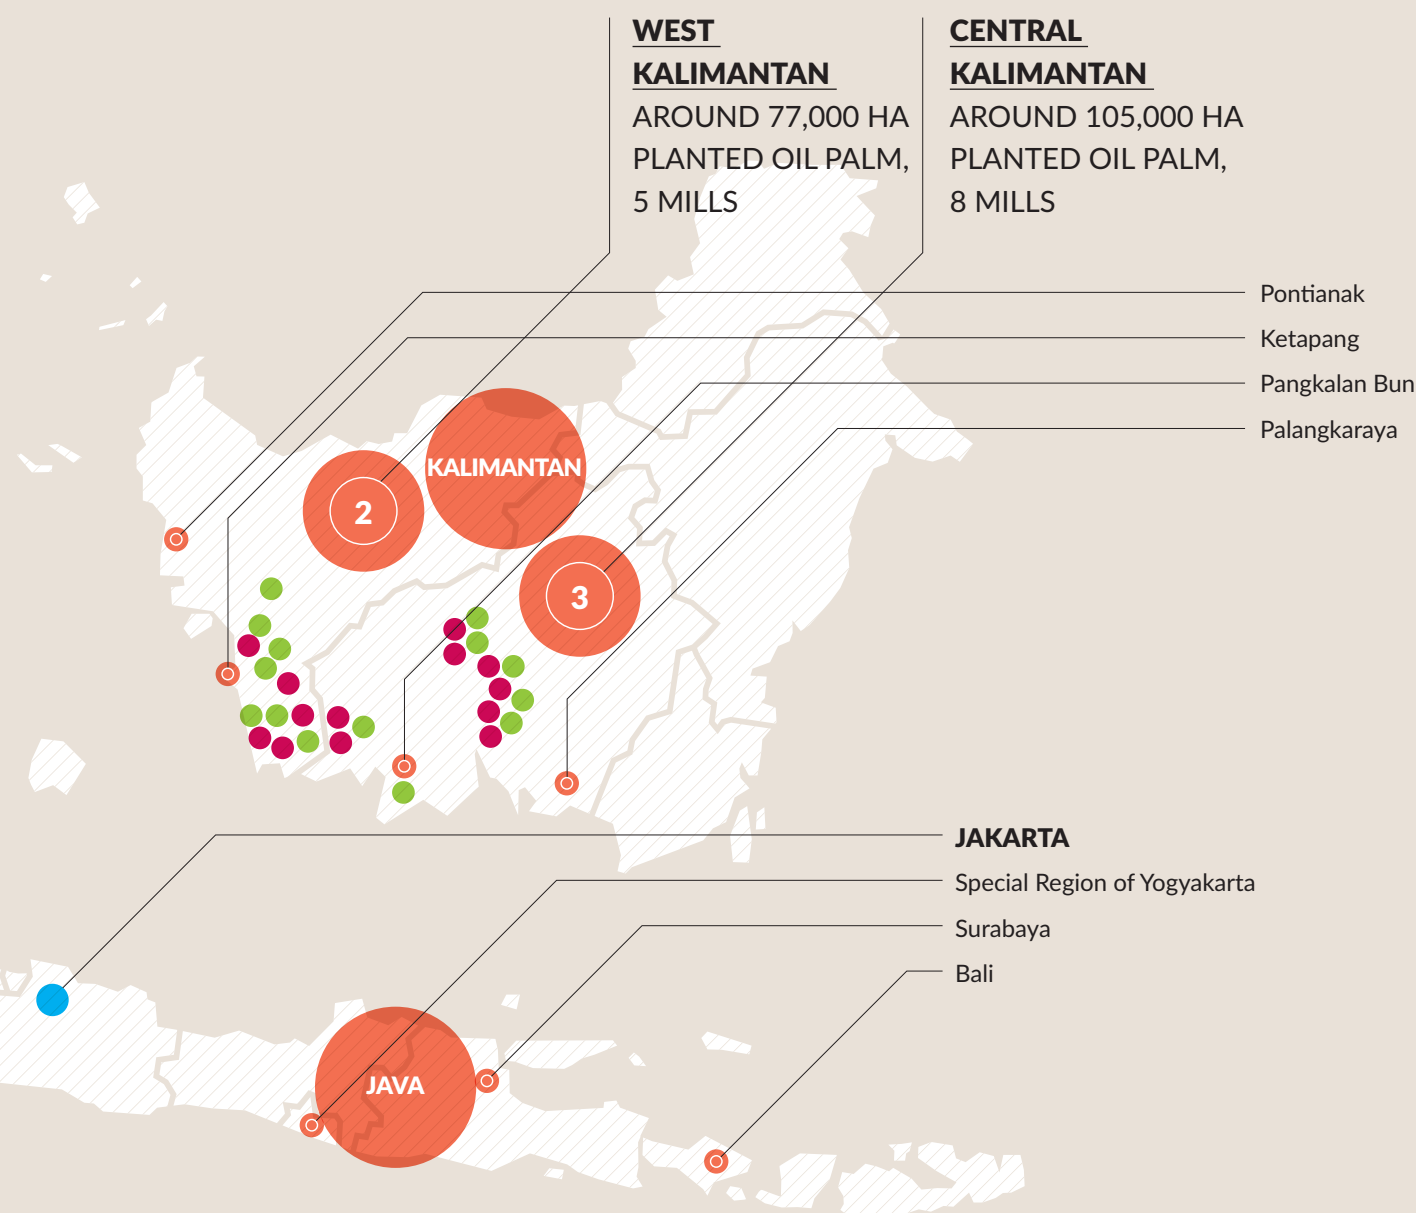 WEST
KALIMANTAN
AROUND 77,000 HA
PLANTED OIL PALM,
5 MILLS
CENTRAL
KALIMANTAN
AROUND 105,000 HA
PLANTED OIL PALM,
8 MILLS
Pontianak
Ketapang
Pangkalan Bun
Palangkaraya
KALIMANTAN
2
3
JAKARTA
Special Region of Yogyakarta
Surabaya
Bali
JAVA